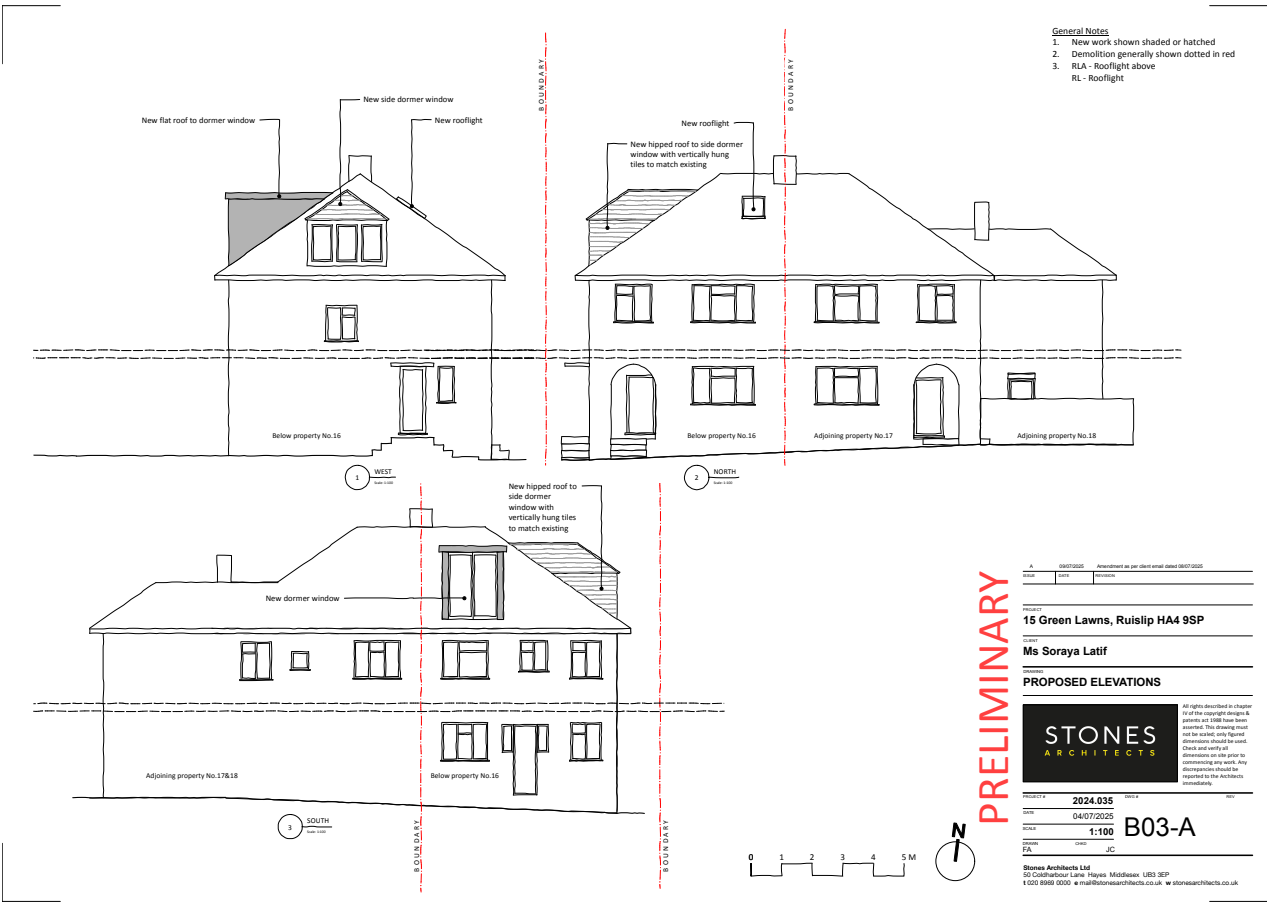 General Notes
1. New work shown shaded or hatched
2. Demolition generally shown dotted in red
3. RLA - Rooflight above
RL - Rooflight
BOUNDARY
BOUNDARY
New side dormer window
New flat roof to dormer window
New rooflight
New rooflight
New hipped roof to side dormer
window with vertically hung
tiles to match existing
Below property No.16
Below property No.16
Adjoining property No.17
Adjoining property No.18
1 WEST
Scale: 1:100
2 NORTH
Scale: 1:100
New hipped roof to
side dormer
window with
vertically hung tiles
to match existing
New dormer window
Adjoining property No.17&18
Below property No.16
3 SOUTH
Scale: 1:100
BOUNDARY
BOUNDARY
0 1 2 3 4 5 M
N
PRELIMINARY
A 09/07/2025 Amendment as per client email dated 08/07/2025
ISSUE DATE REVISION
PROJECT
15 Green Lawns, Ruislip HA4 9SP
CLIENT
Ms Soraya Latif
DRAWING
PROPOSED ELEVATIONS
STONES
ARCHITECTS
All rights described in chapter
IV of the copyright designs &
patents act 1988 have been
asserted. This drawing must
not be scaled; only figured
dimensions should be used.
Check and verify all
dimensions on site prior to
commencing any work. Any
discrepancies should be
reported to the Architects
immediately.
PROJECT # 2024.035 DWG # REV
DATE 04/07/2025
SCALE 1:100
B03-A
DRAWN CHKD
FA JC
Stones Architects Ltd
50 Coldharbour Lane Hayes Middlesex UB3 3EP
t 020 8969 0000 e mail@stonesarchitects.co.uk w stonesarchitects.co.uk